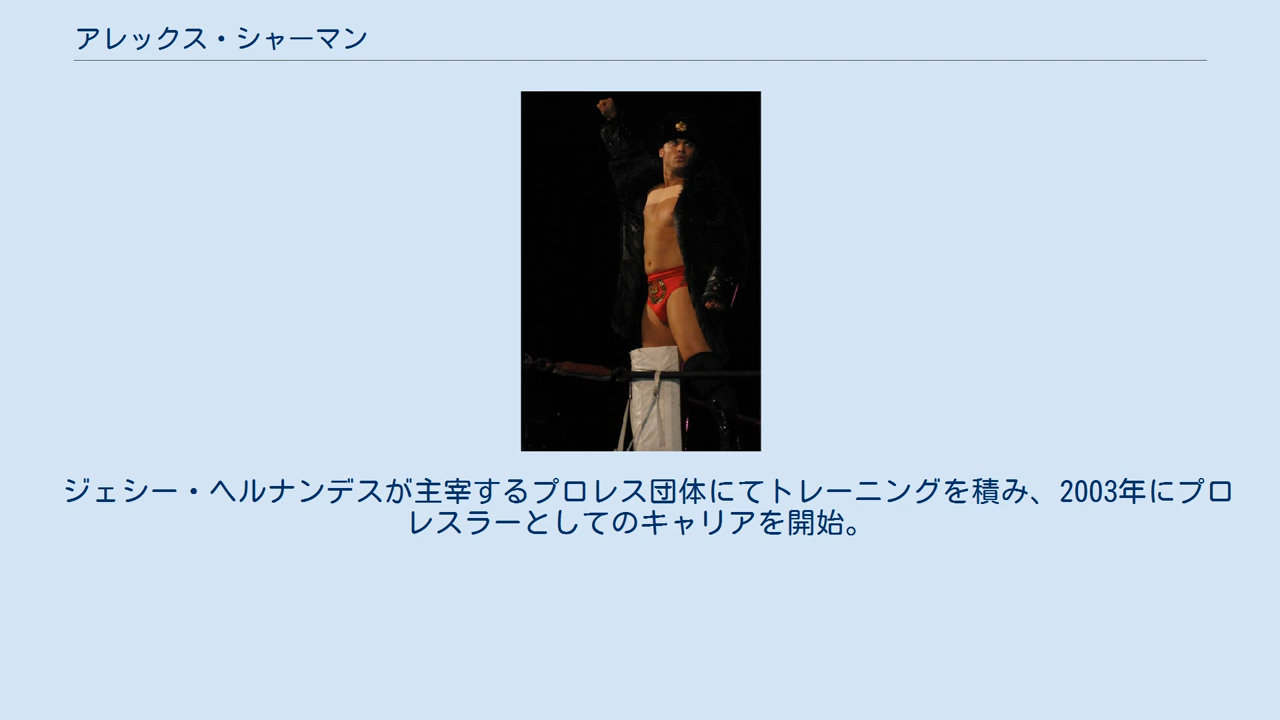 アレックス・シャーマン
ジェシー・ヘルナンデスが主宰するプロレス団体にてトレーニングを積み、2003年にプロ
レスラーとしてのキャリアを開始。